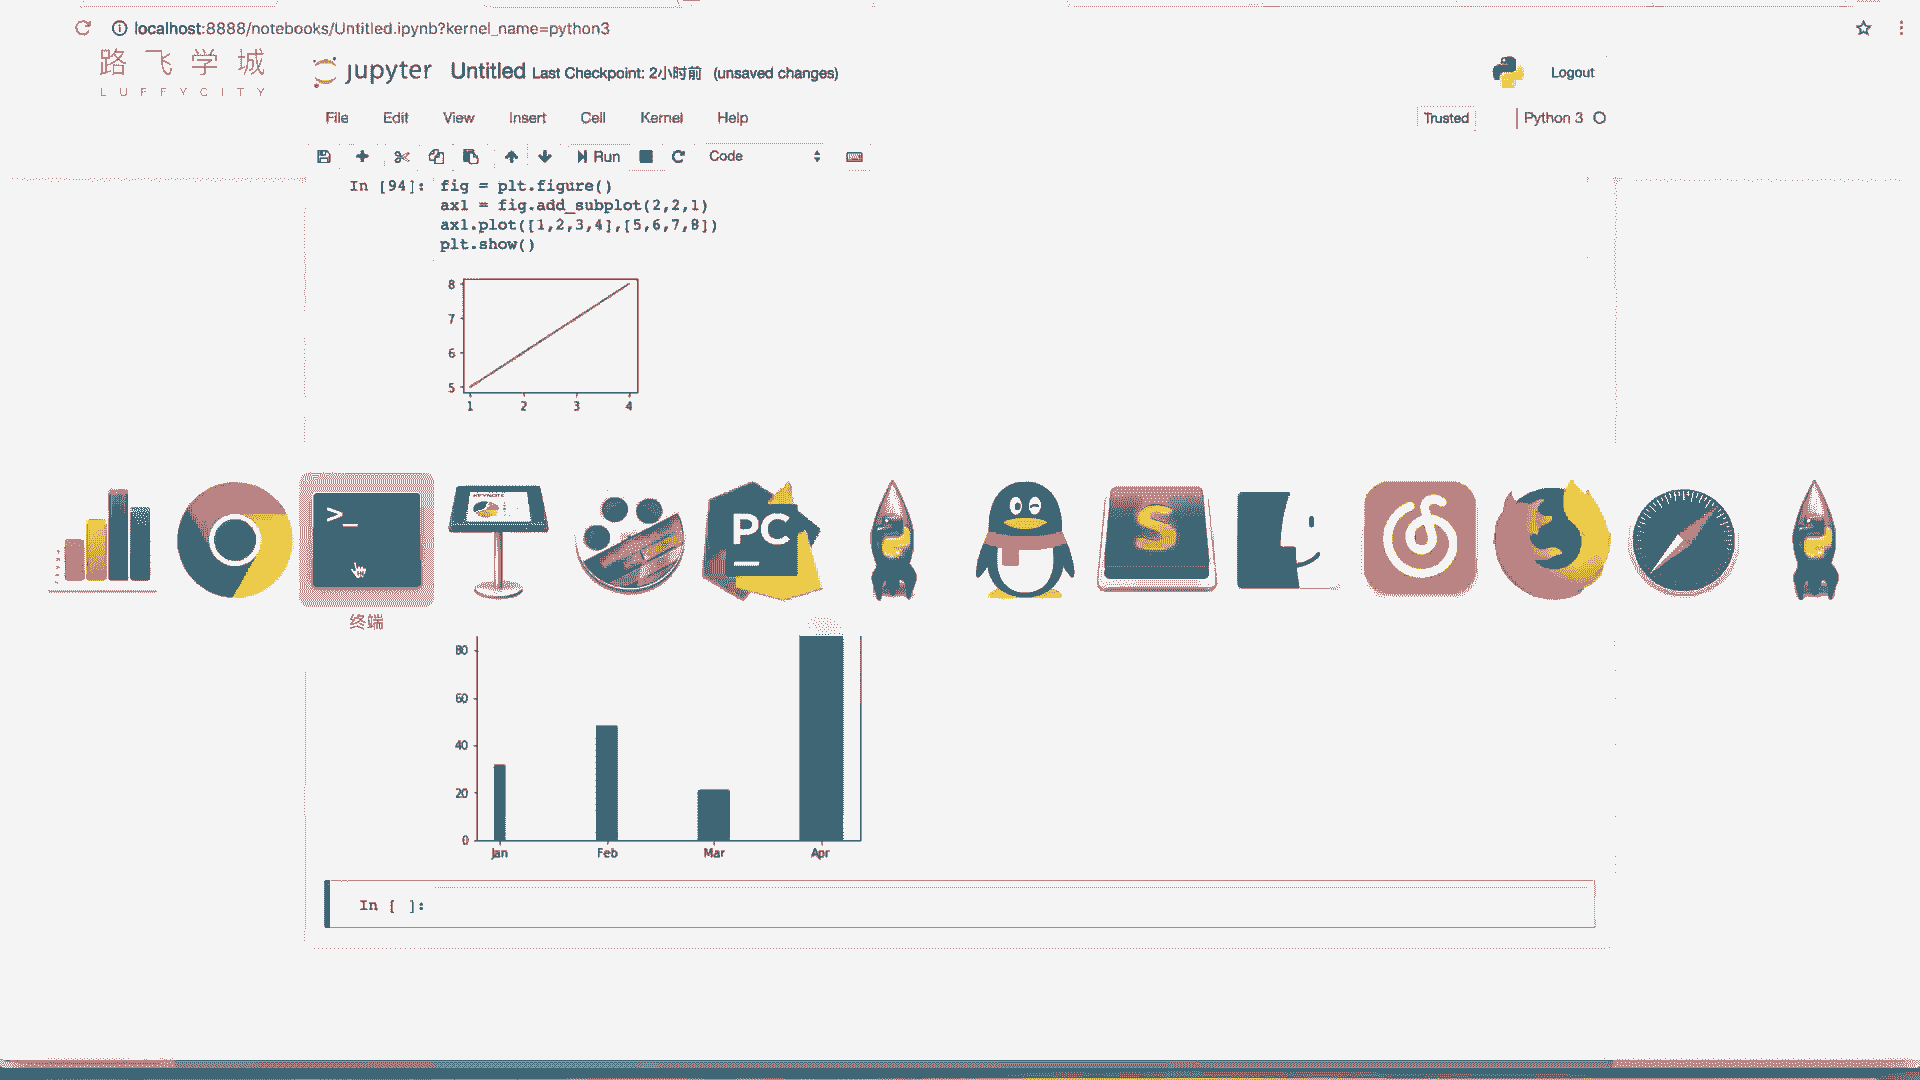 localhost:8888/notebooks/Untitled.ipynb?kernel_name=python3
路飞学城
LUFFYCITY
jupyter Untitled Last Checkpoint: 2小时前 (unsaved changes)
Logout
File Edit View Insert Cell Kernel Help
Trusted
Python 3
Run
Code
In [94]: fig = plt.figure()
ax1 = fig.add_subplot(2,2,1)
ax1.plot([1,2,3,4],[5,6,7,8])
plt.show()
8
7
6
5
1 2 3 4
>_
PC
S
终端
80
60
40
20
0
Jan Feb Mar Apr
In [ ]: